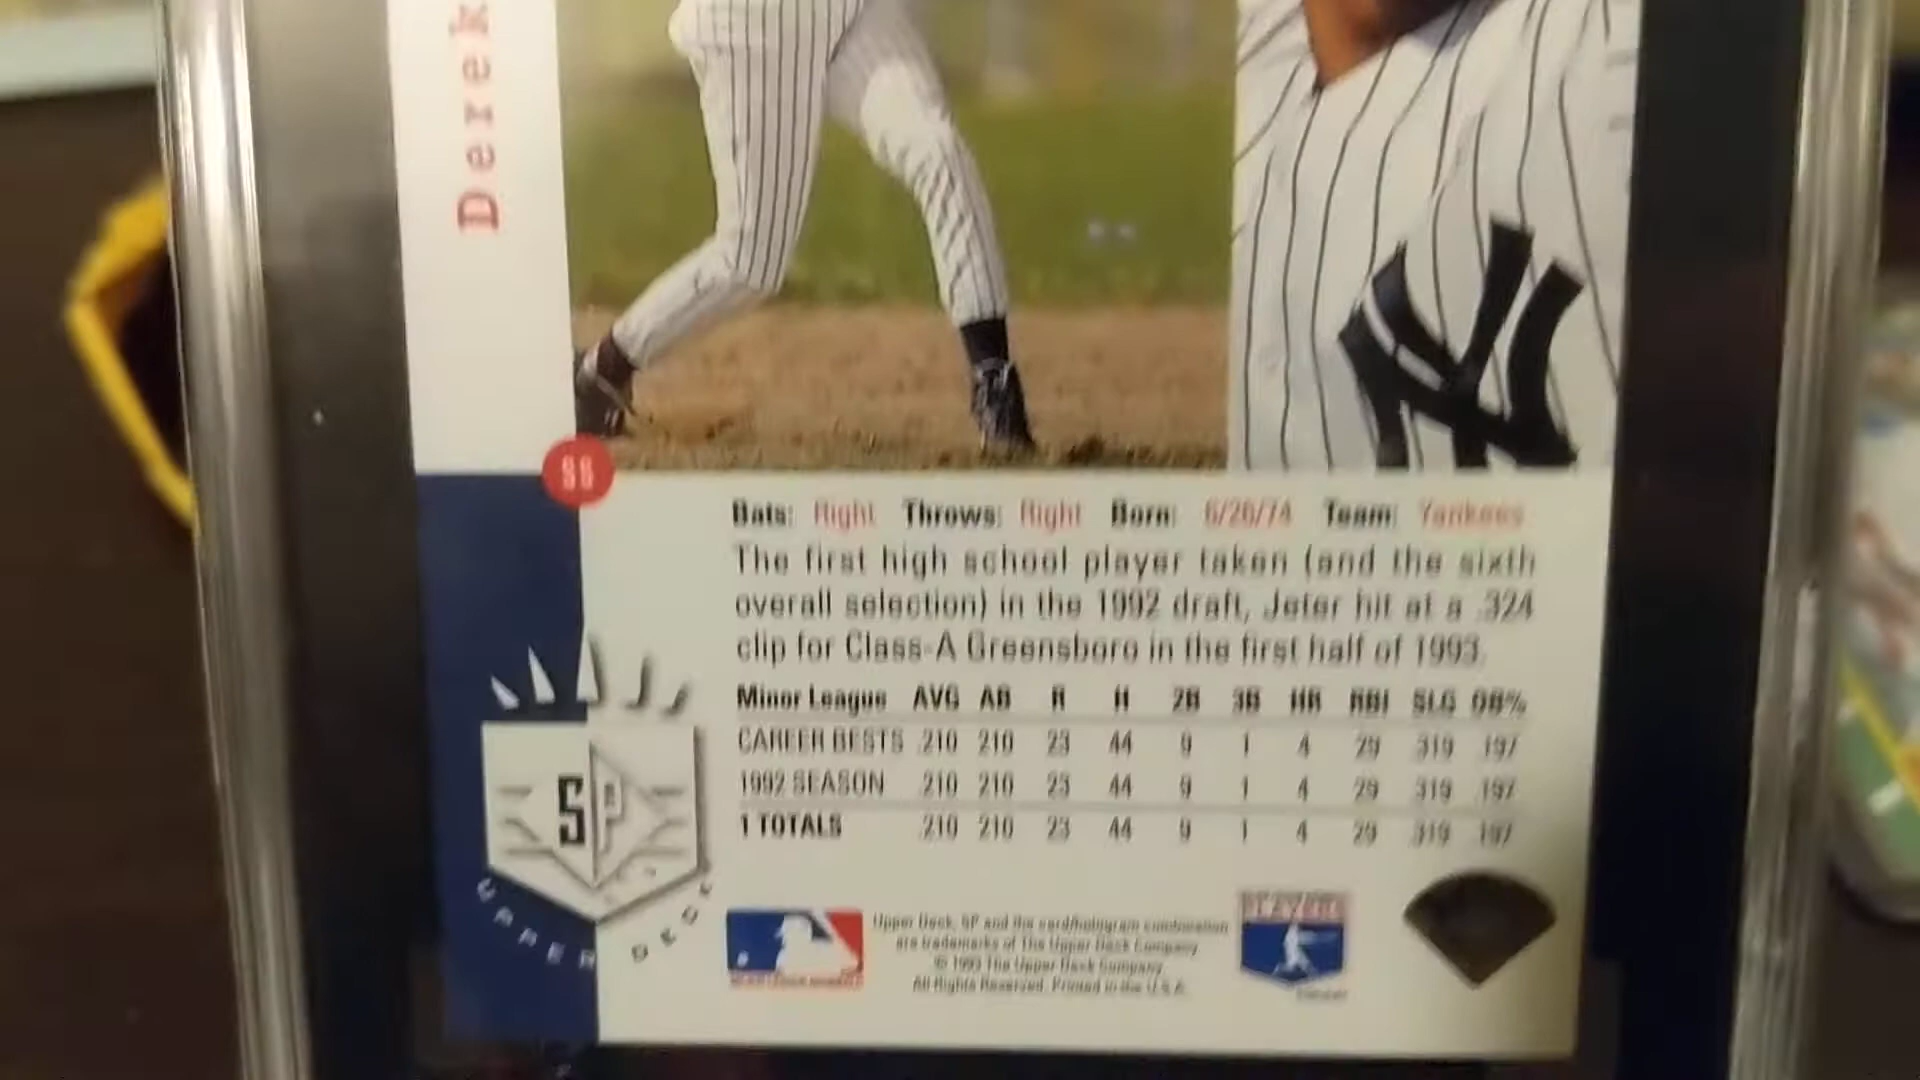 Derek
SS
Bats: Right Throws: Right Born: 6/26/74 Team: Yankees
The first high school player taken (and the sixth
overall selection) in the 1992 draft, Jeter hit at a .324
clip for Class-A Greensboro in the first half of 1993.
Minor League AVG AB R H 2B 3B HR RBI SLG OB%
CAREER BESTS .210 210 23 44 9 1 4 29 .319 .197
1992 SEASON .210 210 23 44 9 1 4 29 .319 .197
1 TOTALS .210 210 23 44 9 1 4 29 .319 .197
SP
UPPER DECK
Upper Deck, SP and the card/hologram combination
are trademarks of The Upper Deck Company.
© 1993 The Upper Deck Company.
All Rights Reserved. Printed in the U.S.A.
MAJOR LEAGUE BASEBALL
PLAYERS
NY